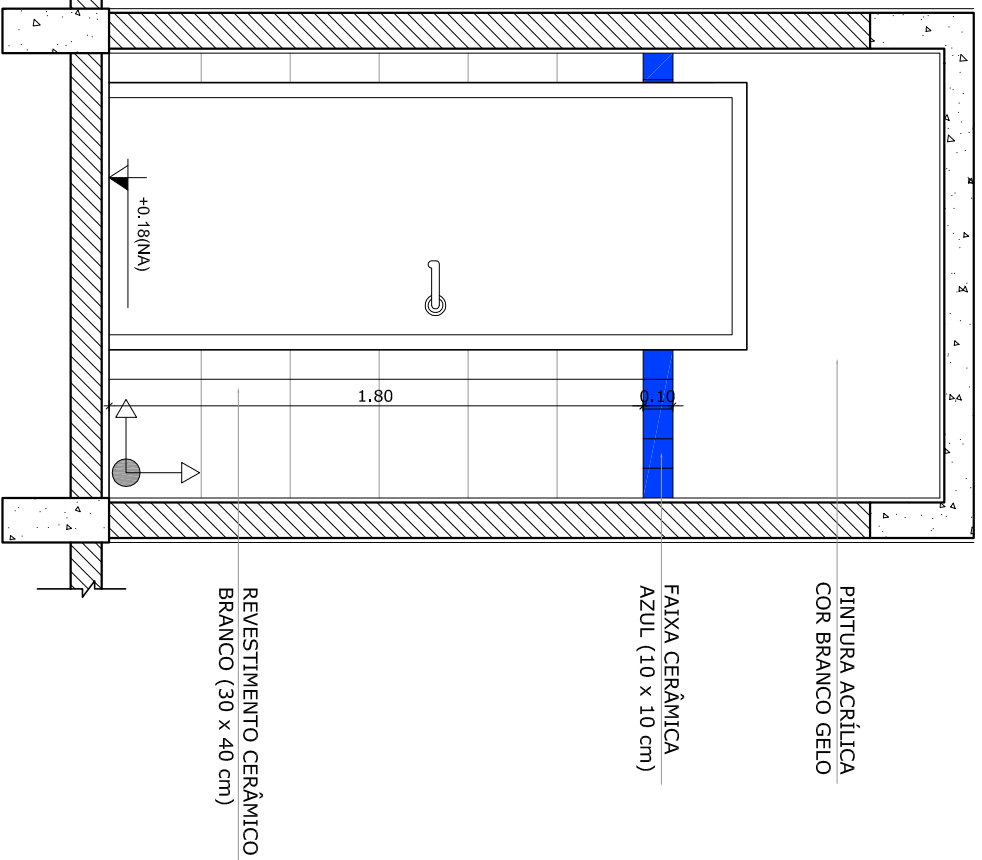 PINTURA ACRÍLICA
COR BRANCO GELO
FAIXA CERÂMICA
AZUL (10 x 10 cm)
REVESTIMENTO CERÂMICO
BRANCO (30 x 40 cm)
+0.18(NA)
1.80
0.10